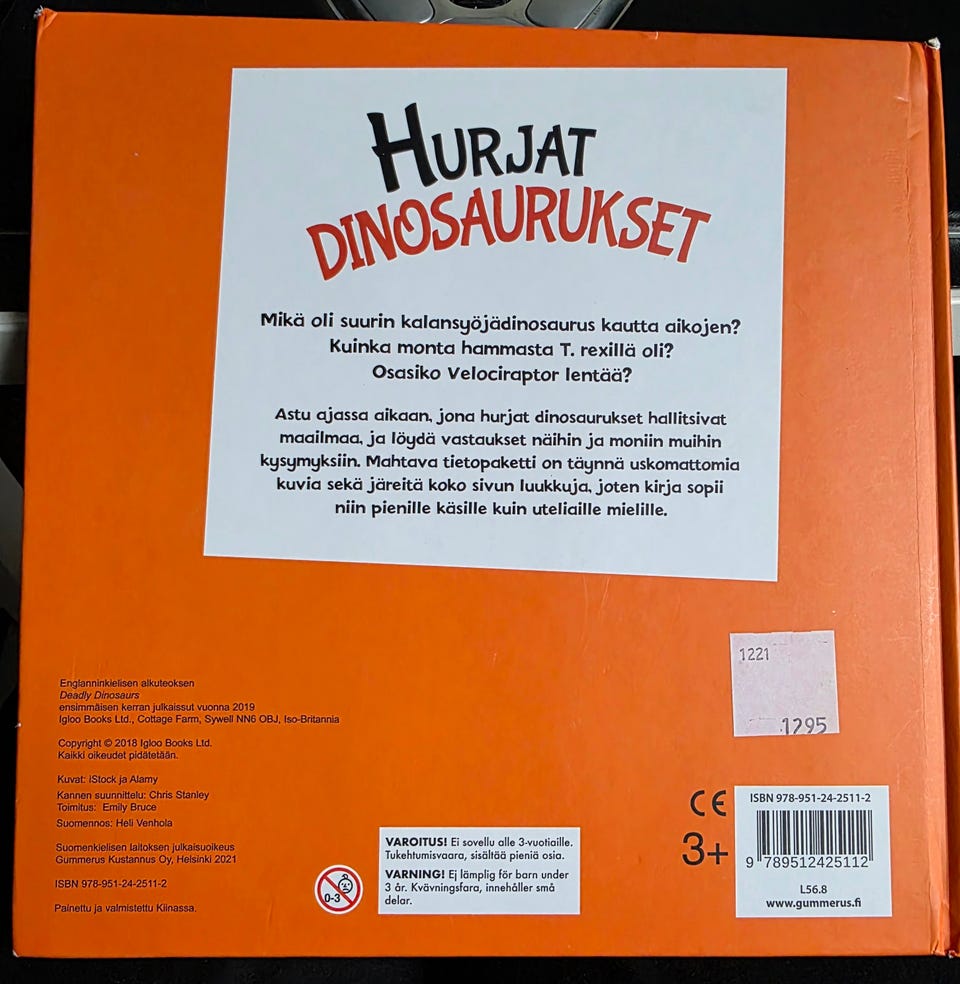 HURJAT
DINOSAURUKSET
Mikä oli suurin kalansyöjädinosaurus kautta aikojen?
Kuinka monta hammasta T. rexillä oli?
Osasiko Velociraptor lentää?
Astu ajassa aikaan, jona hurjat dinosaurukset hallitsivat
maailmaa, ja löydä vastaukset näihin ja moniin muihin
kysymyksiin. Mahtava tietopaketti on täynnä uskomattomia
kuvia sekä järeitä koko sivun luukkuja, joten kirja sopii
niin pienille käsille kuin uteliaille mielille.
1221
1295
Englanninkielisen alkuteoksen
Deadly Dinosaurs
ensimmäisen kerran julkaissut vuonna 2019
Igloo Books Ltd., Cottage Farm, Sywell NN6 OBJ, Iso-Britannia
Copyright © 2018 Igloo Books Ltd.
Kaikki oikeudet pidätetään.
Kuvat: iStock ja Alamy
Kannen suunnittelu: Chris Stanley
Toimitus: Emily Bruce
Suomennos: Heli Venhola
Suomenkielisen laitoksen julkaisuoikeus
Gummerus Kustannus Oy, Helsinki 2021
ISBN 978-951-24-2511-2
Painettu ja valmistettu Kiinassa.
0-3
VAROITUS! Ei sovellu alle 3-vuotiaille.
Tukehtumisvaara, sisältää pieniä osia.
VARNING! Ej lämplig för barn under
3 år. Kvävningsfara, innehåller små
delar.
CE
3+
ISBN 978-951-24-2511-2
9 789512 425112
L56.8
www.gummerus.fi